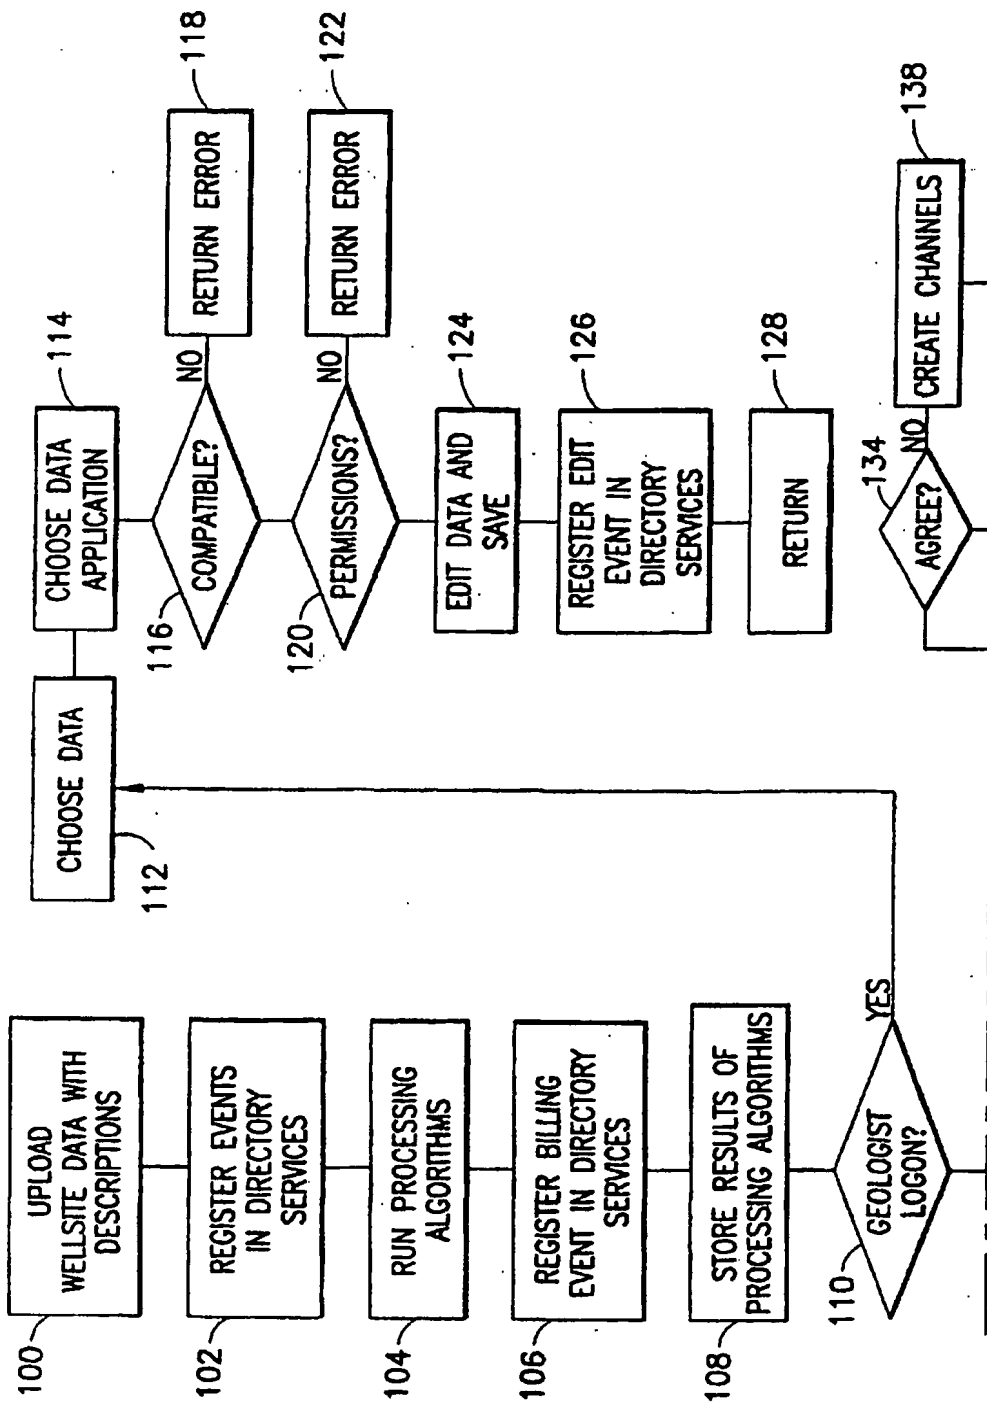 UPLOAD
WELLSITE DATA WITH
DESCRIPTIONS
100
REGISTER EVENTS
IN DIRECTORY
SERVICES
102
RUN PROCESSING
ALGORITHMS
104
REGISTER BILLING
EVENT IN DIRECTORY
SERVICES
106
STORE RESULTS OF
PROCESSING ALGORITHMS
108
GEOLOGIST
LOGON?
110
YES
CHOOSE DATA
112
CHOOSE DATA
APPLICATION
114
COMPATIBLE?
116
NO
RETURN ERROR
118
PERMISSIONS?
120
NO
RETURN ERROR
122
EDIT DATA AND
SAVE
124
REGISTER EDIT
EVENT IN
DIRECTORY
SERVICES
126
RETURN
128
AGREE?
134
NO
CREATE CHANNELS
138